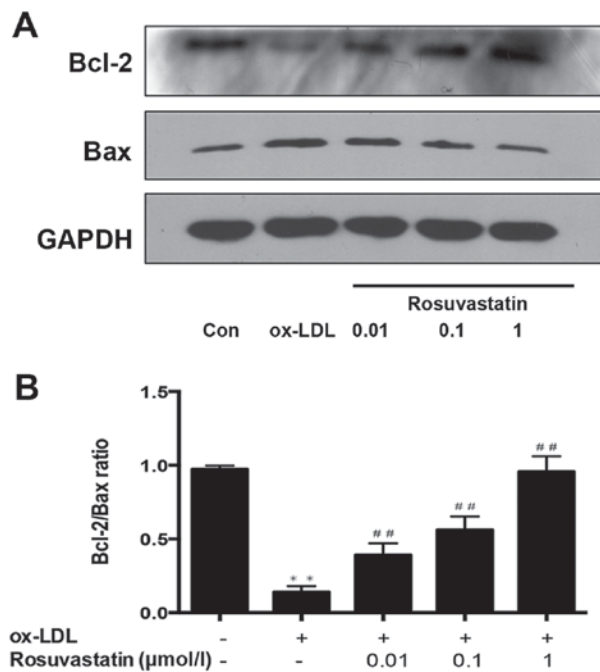 A
Bcl-2
Bax
GAPDH
Rosuvastatin
Con ox-LDL 0.01 0.1 1
B
Bcl-2/Bax ratio
1.5
1.0
0.5
0.0
** ## ## ##
ox-LDL - + + + +
Rosuvastatin (μmol/l) - - 0.01 0.1 1